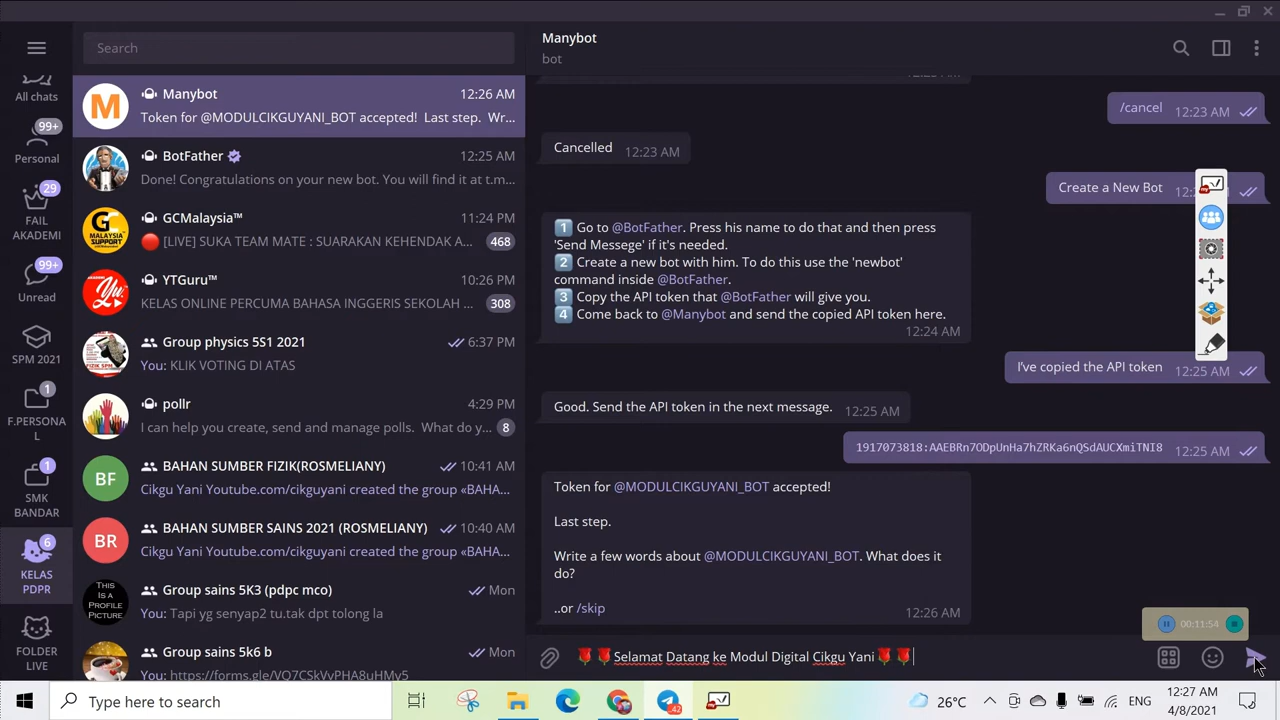 Search
All chats
99+
Personal
29
FAIL
AKADEMI
99+
Unread
SPM 2021
1
F.PERSONA
L
1
SMK
BANDAR
6
KELAS
PDPR
FOLDER
LIVE
M
Manybot 12:26 AM
Token for @MODULCIKGUYANI_BOT accepted! Last step. Wr...
BotFather 12:25 AM
Done! Congratulations on your new bot. You will find it at t.m...
GCMalaysia™ 11:24 PM
[LIVE] SUKA TEAM MATE : SUARAKAN KEHENDAK A... 468
YTGuru™ 10:26 PM
KELAS ONLINE PERCUMA BAHASA INGGERIS SEKOLAH ... 308
Group physics 5S1 2021 6:37 PM
You: KLIK VOTING DI ATAS
pollr 4:29 PM
I can help you create, send and manage polls. What do y... 8
BF
BAHAN SUMBER FIZIK(ROSMELIANY) 10:41 AM
Cikgu Yani Youtube.com/cikguyani created the group «BAHA...
BR
BAHAN SUMBER SAINS 2021 (ROSMELIANY) 10:40 AM
Cikgu Yani Youtube.com/cikguyani created the group «BAHA...
THIS
IS A
PROFILE
PICTURE
Group sains 5K3 (pdpc mco) Mon
You: Tapi yg senyap2 tu.tak dpt tolong la
Group sains 5k6 b Mon
You: https://forms.gle/VQ7CSkVyPHA8uHMy5
Manybot
bot
/cancel 12:23 AM
Cancelled 12:23 AM
Create a New Bot
1 Go to @BotFather. Press his name to do that and then press
'Send Messege' if it's needed.
2 Create a new bot with him. To do this use the 'newbot'
command inside @BotFather.
3 Copy the API token that @BotFather will give you.
4 Come back to @Manybot and send the copied API token here.
12:24 AM
I've copied the API token 12:25 AM
Good. Send the API token in the next message. 12:25 AM
1917073818:AAEBRn7ODpUnHa7hZRKa6nQSdAUCXmiTNI8 12:25 AM
Token for @MODULCIKGUYANI_BOT accepted!
Last step.
Write a few words about @MODULCIKGUYANI_BOT. What does it
do?
..or /skip
12:26 AM
00:11:54
🌹🌹Selamat Datang ke Modul Digital Cikgu Yani🌹🌹
Type here to search
42
26°C
ENG
12:27 AM
4/8/2021